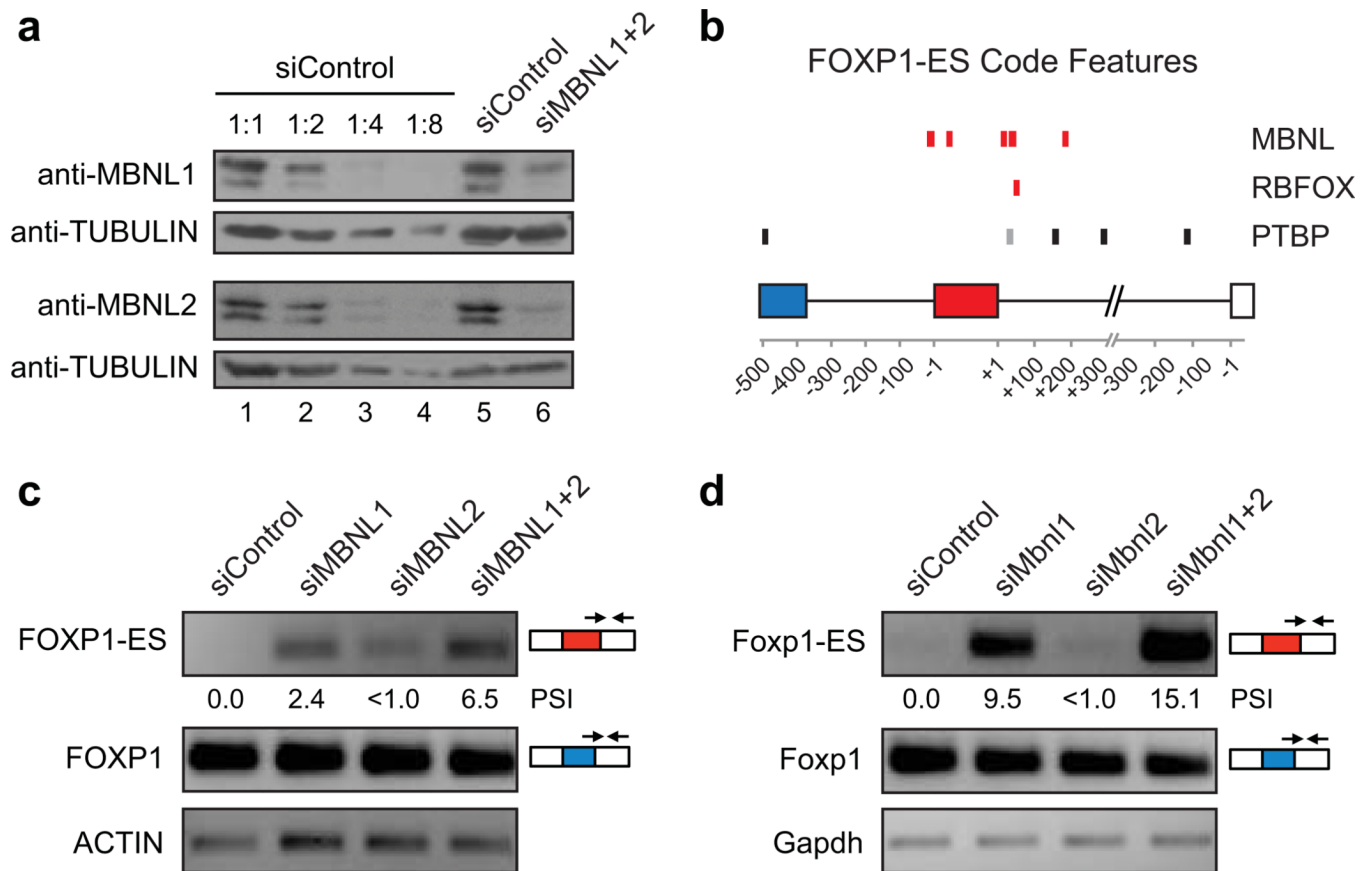 a
siControl
siControl
siMBNL1+2
1:1 1:2 1:4 1:8
anti-MBNL1
anti-TUBULIN
anti-MBNL2
anti-TUBULIN
1 2 3 4 5 6
b
FOXP1-ES Code Features
MBNL
RBFOX
PTBP
-500 -400 -300 -200 -100 -1 +1 +100 +200 +300 -300 -200 -100 -1
c
siControl
siMBNL1
siMBNL2
siMBNL1+2
FOXP1-ES
0.0 2.4 <1.0 6.5 PSI
FOXP1
ACTIN
d
siControl
siMbnl1
siMbnl2
siMbnl1+2
Foxp1-ES
0.0 9.5 <1.0 15.1 PSI
Foxp1
Gapdh